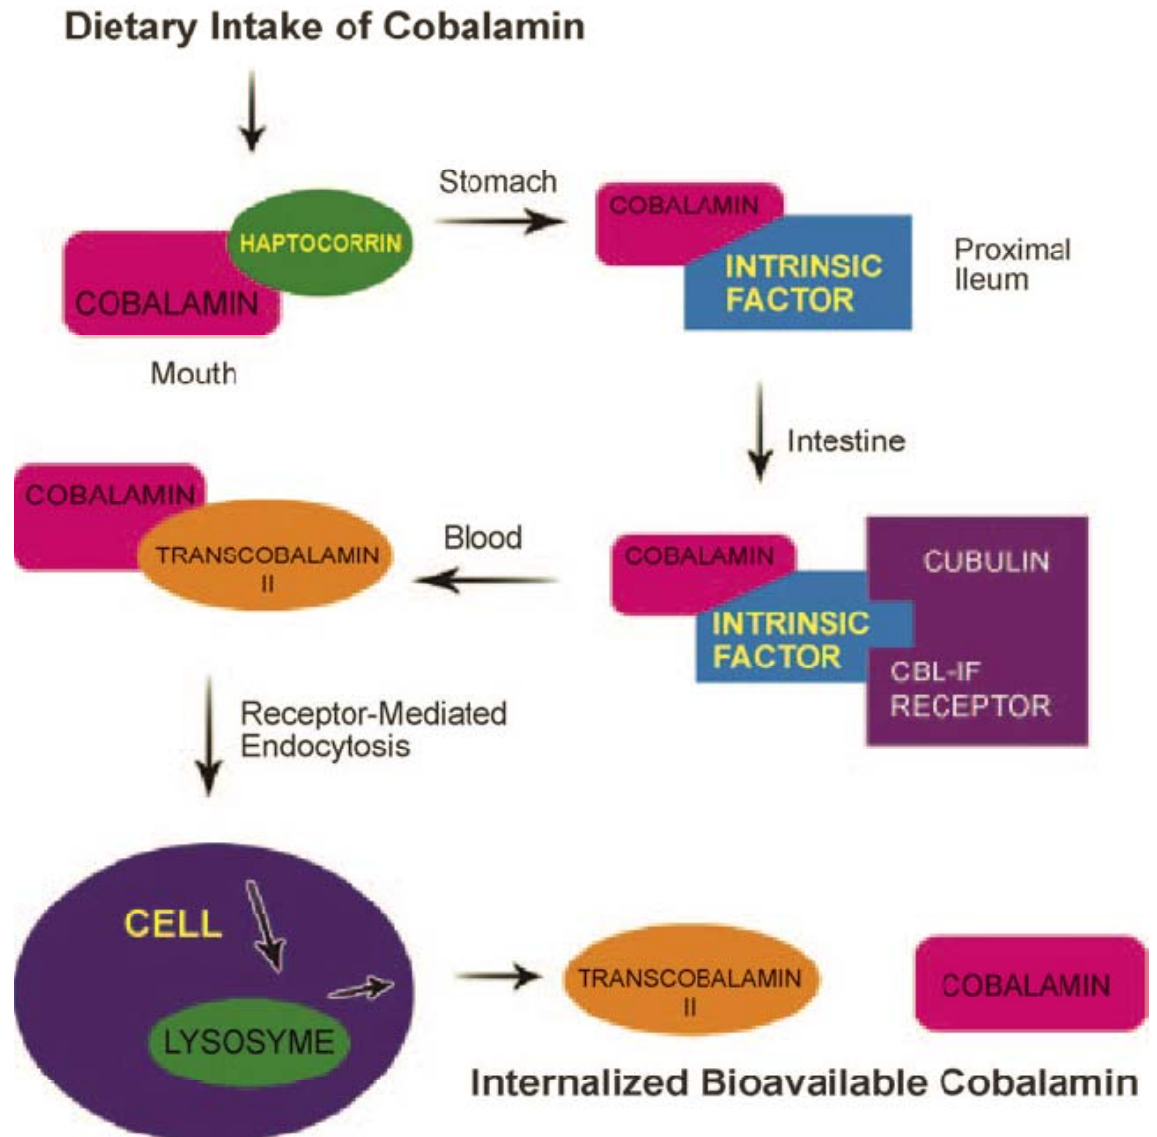 Dietary Intake of Cobalamin
Stomach
COBALAMIN
HAPTOCORRIN
COBALAMIN
INTRINSIC
FACTOR
Proximal
Ileum
Mouth
Intestine
COBALAMIN
TRANSCOBALAMIN
II
Blood
COBALAMIN
INTRINSIC
FACTOR
CUBULIN
CBL-IF
RECEPTOR
Receptor-Mediated
Endocytosis
CELL
LYSOSYME
TRANSCOBALAMIN
II
COBALAMIN
Internalized Bioavailable Cobalamin